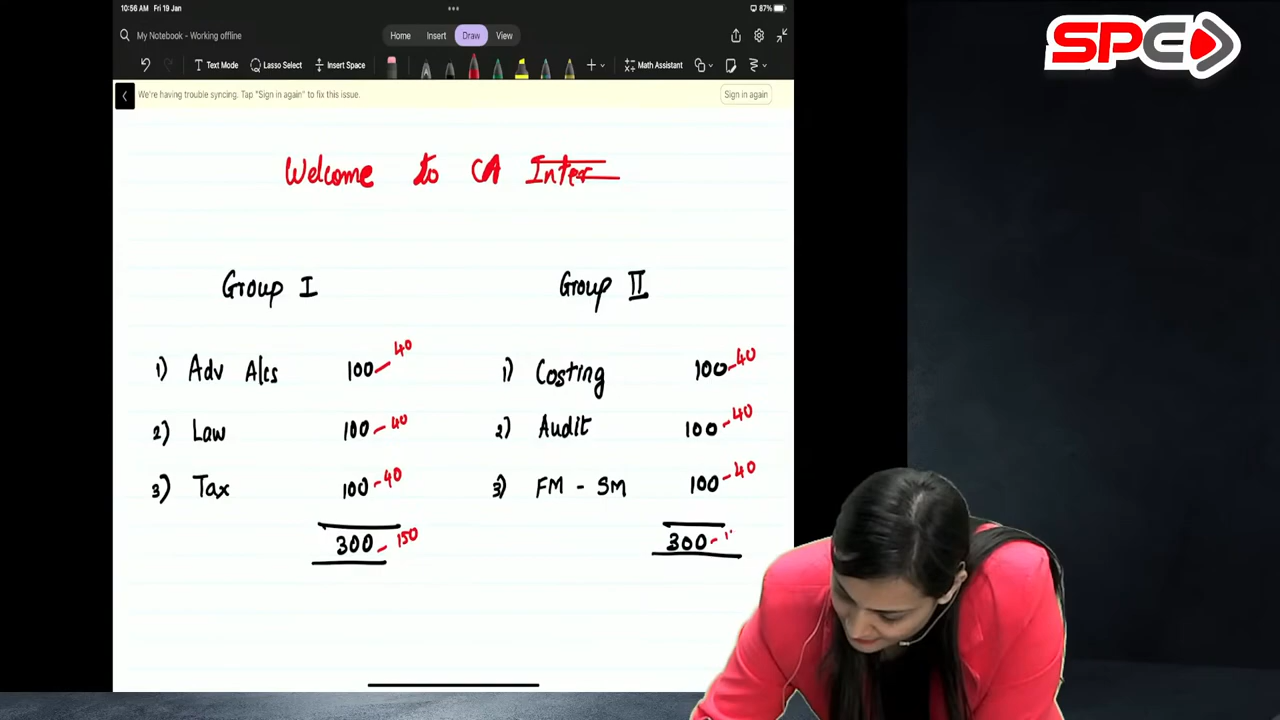 10:56 AM Fri 19 Jan
87%
SPE
My Notebook - Working offline
Home Insert Draw View
Text Mode Lasso Select Insert Space Math Assistant
We're having trouble syncing. Tap "Sign in again" to fix this issue. Sign in again
Welcome to CA Inter
Group I
1) Adv A/cs 100 - 40
2) Law 100 - 40
3) Tax 100 - 40
300 - 150
Group II
1) Costing 100 - 40
2) Audit 100 - 40
3) FM - SM 100 - 40
300 -